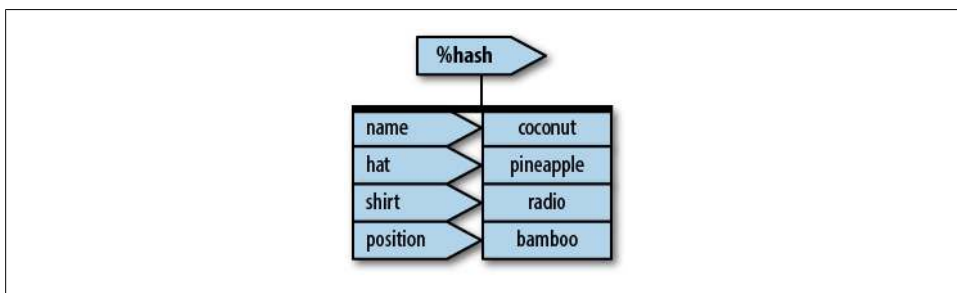 %hash
name coconut
hat pineapple
shirt radio
position bamboo